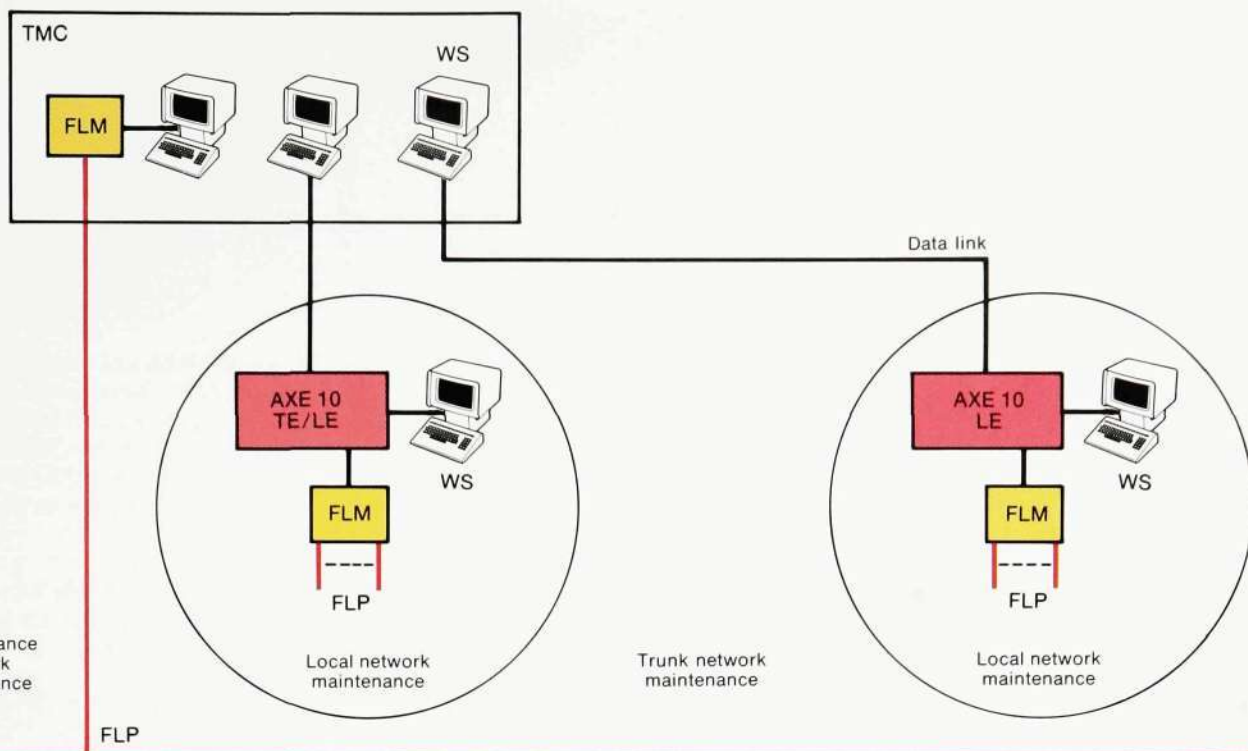 TMC
WS
FLM
Data link
AXE 10
TE/LE
WS
FLM
FLP
Local network
maintenance
Trunk network
maintenance
AXE 10
LE
WS
FLM
FLP
Local network
maintenance
FLP